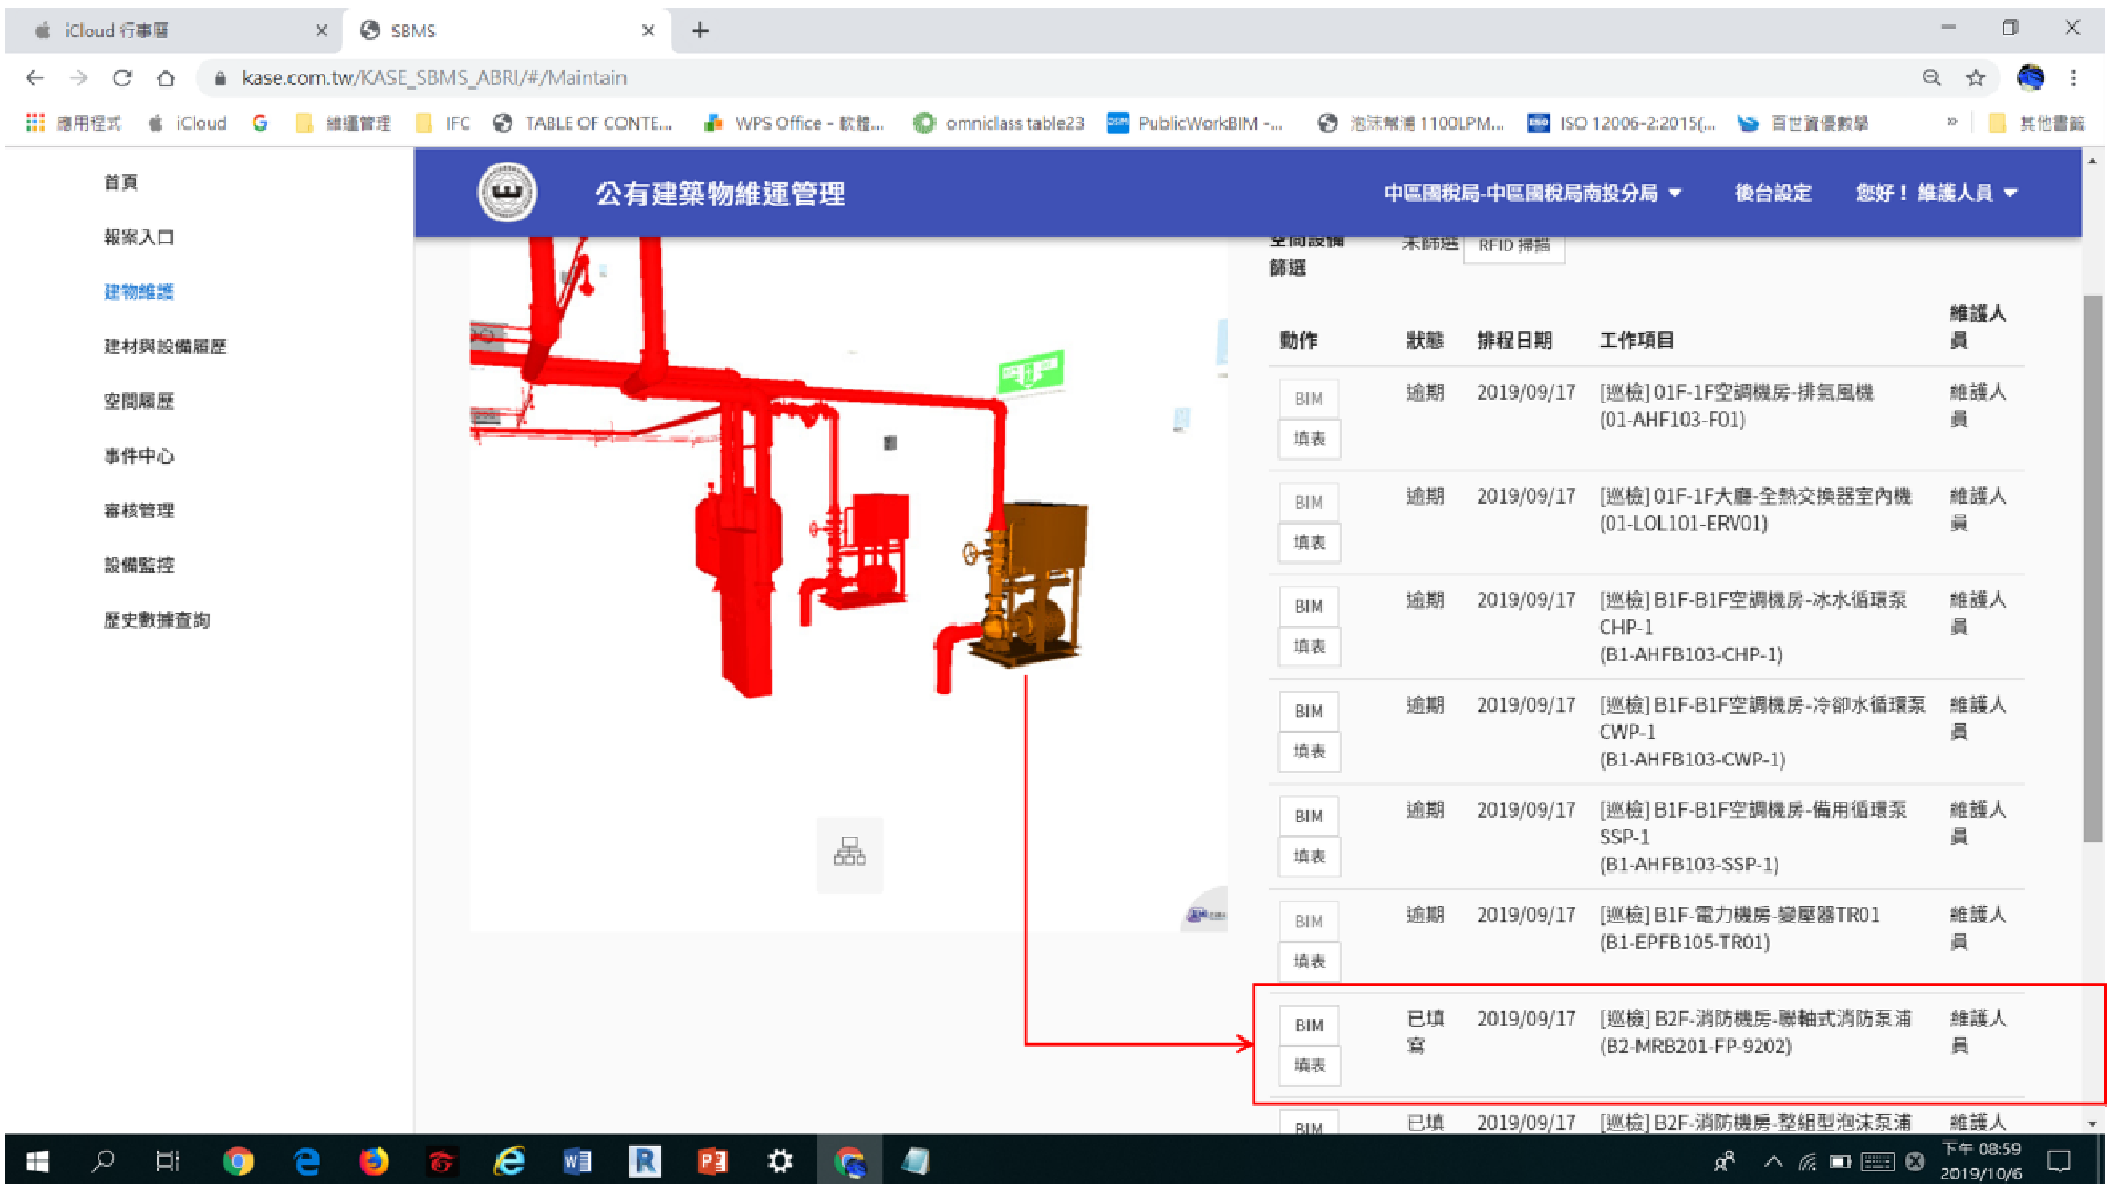 iCloud 行事曆
SBMS
kase.com.tw/KASE_SBMS_ABRI/#/Maintain
應用程式
iCloud
維運管理
IFC
TABLE OF CONTE...
WPS Office - 軟體...
omniclass table23
PublicWorkBIM -...
泡沫幫浦 1100LPM...
ISO 12006-2:2015(...
百世資優數學
»
其他書籤
首頁
報案入口
建物維護
建材與設備履歷
空間履歷
事件中心
審核管理
設備監控
歷史數據查詢
公有建築物維運管理
中區國稅局-中區國稅局南投分局
後台設定
您好！ 維護人員
空間設備
篩選
未篩選
RFID 掃描
動作
狀態
排程日期
工作項目
維護人
員
BIM
填表
逾期
2019/09/17
[巡檢] 01F-1F空調機房-排氣風機
(01-AHF103-F01)
維護人
員
BIM
填表
逾期
2019/09/17
[巡檢] 01F-1F大廳-全熱交換器室內機
(01-LOL101-ERV01)
維護人
員
BIM
填表
逾期
2019/09/17
[巡檢] B1F-B1F空調機房-冰水循環泵
CHP-1
(B1-AHFB103-CHP-1)
維護人
員
BIM
填表
逾期
2019/09/17
[巡檢] B1F-B1F空調機房-冷卻水循環泵
CWP-1
(B1-AHFB103-CWP-1)
維護人
員
BIM
填表
逾期
2019/09/17
[巡檢] B1F-B1F空調機房-備用循環泵
SSP-1
(B1-AHFB103-SSP-1)
維護人
員
BIM
填表
逾期
2019/09/17
[巡檢] B1F-電力機房-變壓器TR01
(B1-EPFB105-TR01)
維護人
員
BIM
填表
已填
寫
2019/09/17
[巡檢] B2F-消防機房-聯軸式消防泵浦
(B2-MRB201-FP-9202)
維護人
員
BIM
已填
2019/09/17
[巡檢] B2F-消防機房-整組型泡沫泵浦
維護人
下午 08:59
2019/10/6